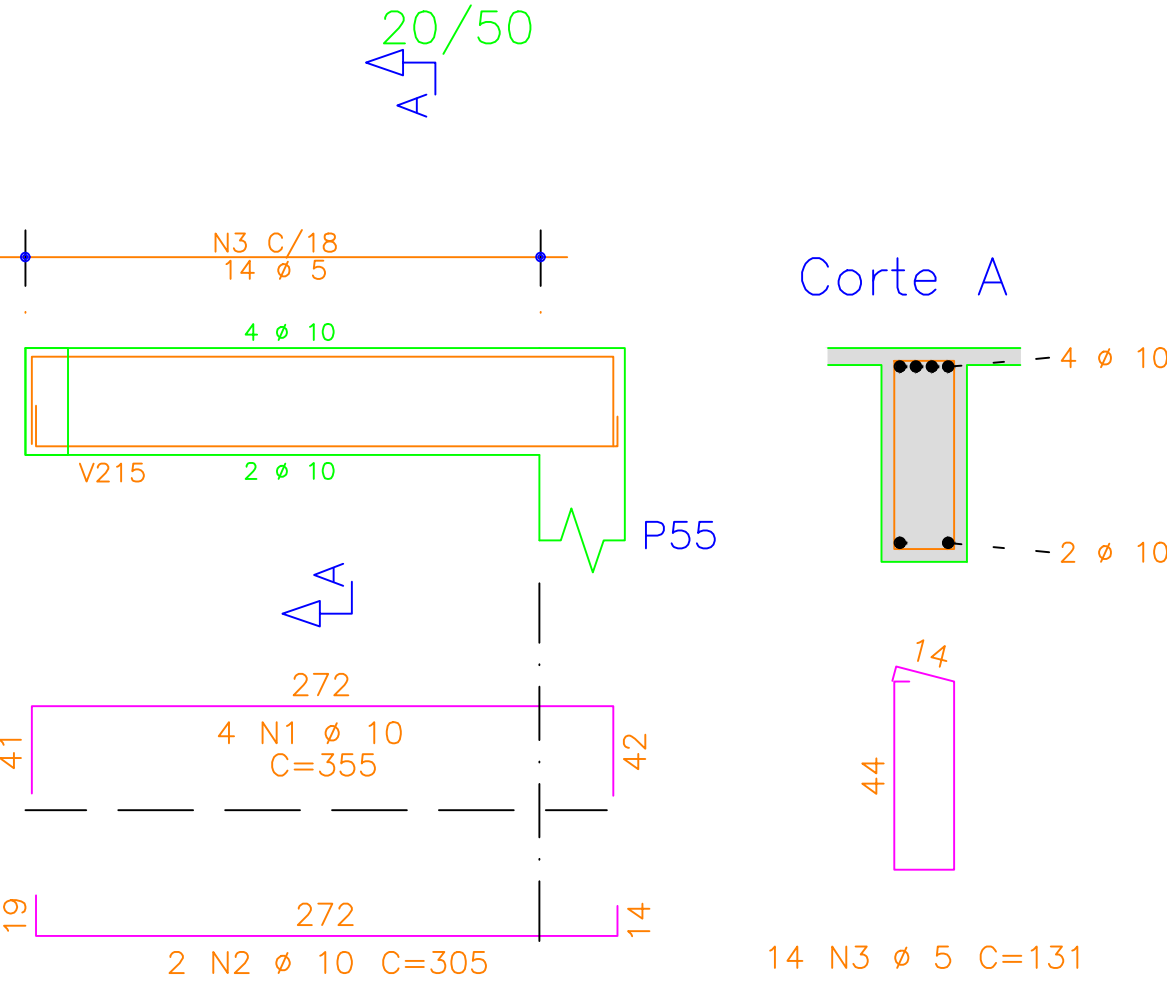 20/50
A
N3 C/18
14 ø 5
Corte A
4 ø 10
4 ø 10
V215
2 ø 10
P55
2 ø 10
A
14
272
41
4 N1 ø 10
C=355
42
44
19
272
14
2 N2 ø 10 C=305
14 N3 ø 5 C=131